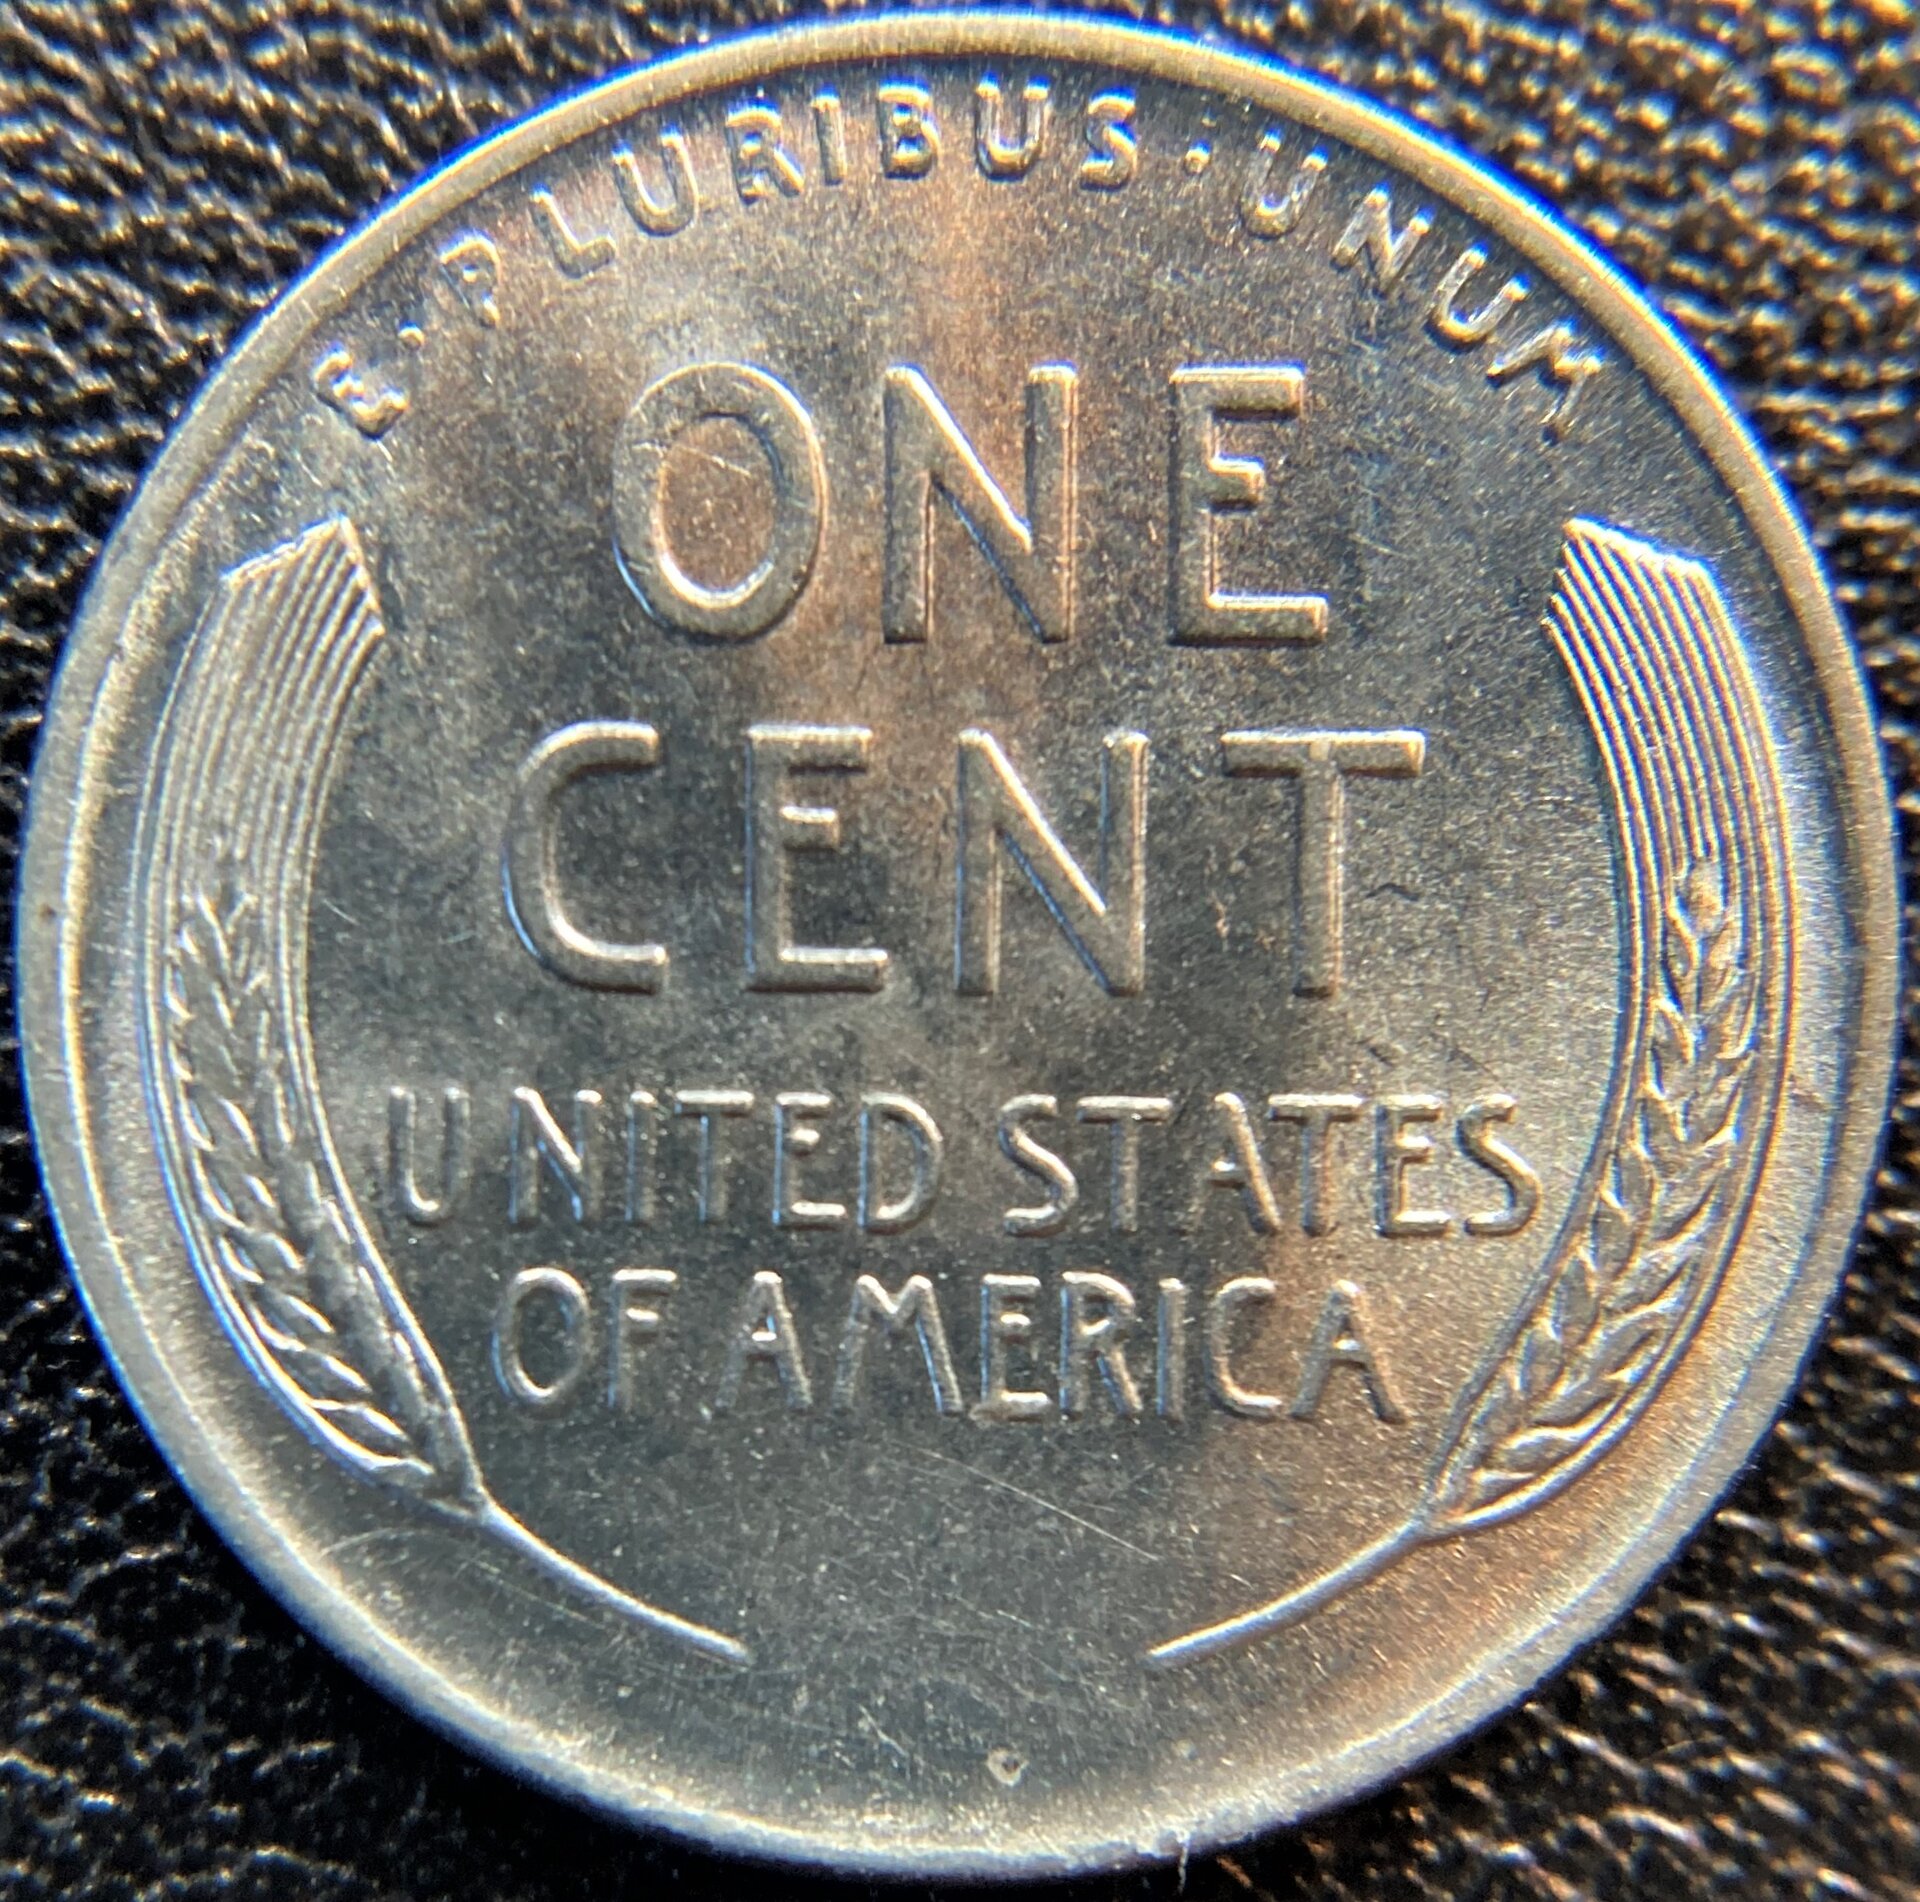 E·PLURIBUS·UNUM
ONE
CENT
UNITED STATES
OF AMERICA